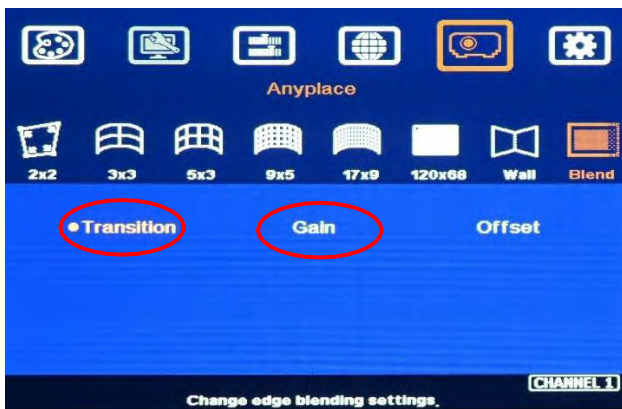 Anyplace
2x2 3x3 5x3 9x5 17x9 120x68 Wall Blend
Transition Gain Offset
CHANNEL 1
Change edge blending settings.